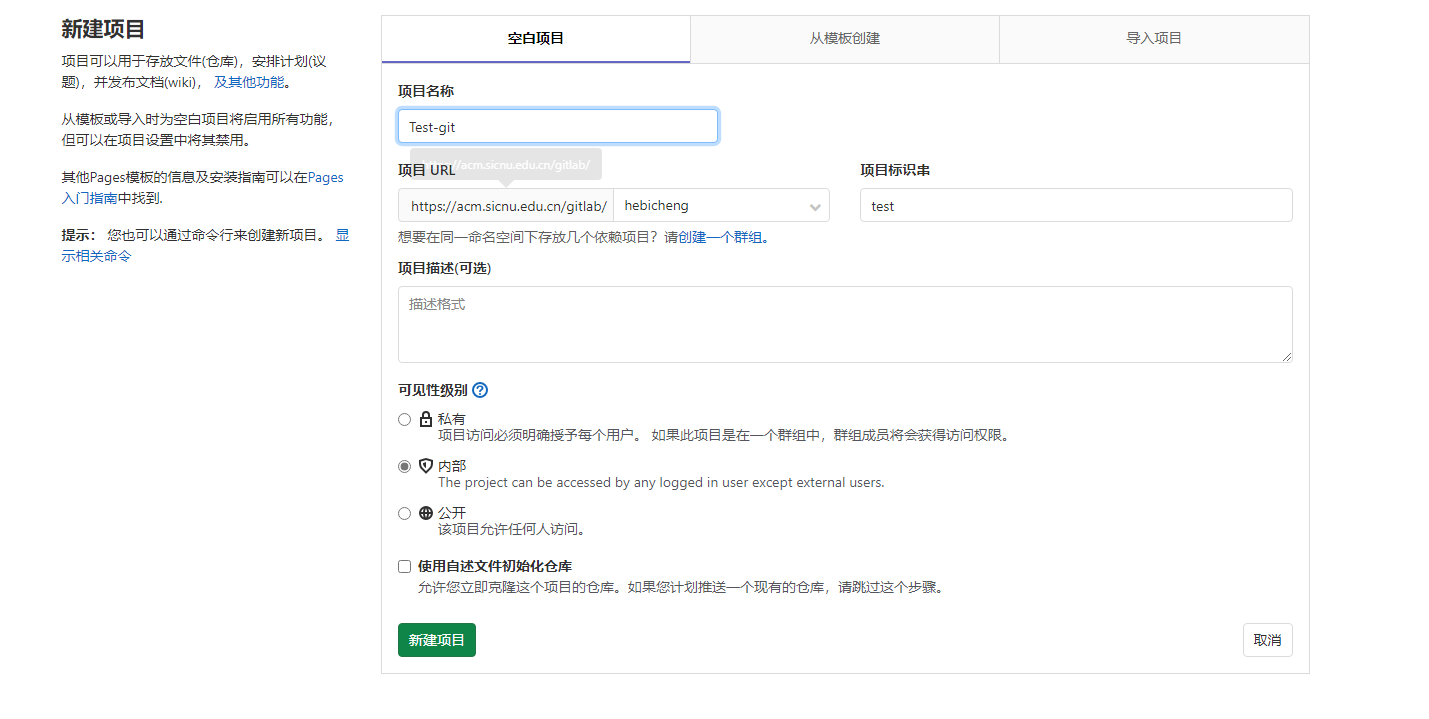 新建项目
项目可以用于存放文件(仓库)，安排计划(议
题)，并发布文档(wiki)， 及其他功能。
从模板或导入时为空白项目将启用所有功能，
但可以在项目设置中将其禁用。
其他Pages模板的信息及安装指南可以在Pages
入门指南中找到.
提示： 您也可以通过命令行来创建新项目。 显
示相关命令
空白项目
从模板创建
导入项目
项目名称
Test-git
https://acm.sicnu.edu.cn/gitlab/
项目 URL
项目标识串
https://acm.sicnu.edu.cn/gitlab/
hebicheng
test
想要在同一命名空间下存放几个依赖项目？请创建一个群组。
项目描述(可选)
描述格式
可见性级别
私有
项目访问必须明确授予每个用户。 如果此项目是在一个群组中，群组成员将会获得访问权限。
内部
The project can be accessed by any logged in user except external users.
公开
该项目允许任何人访问。
使用自述文件初始化仓库
允许您立即克隆这个项目的仓库。如果您计划推送一个现有的仓库，请跳过这个步骤。
新建项目
取消